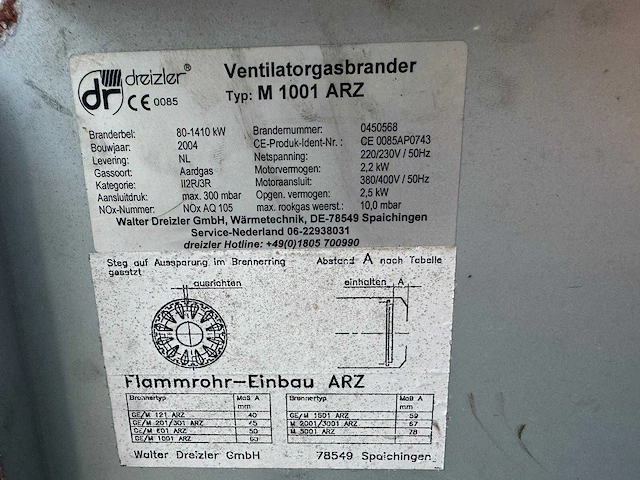 dreizler®
dr
CE 0085
Ventilatorgasbrander
Typ: M 1001 ARZ
Branderbel: 80-1410 kW
Bouwjaar: 2004
Levering: NL
Gassoort: Aardgas
Kategorie: II2R/3R
Aansluitdruk: max. 300 mbar
NOx-Nummer: NOx AQ 105
Brandernummer: 0450568
CE-Produk-Ident-Nr.: CE 0085AP0743
Netspanning: 220/230V / 50Hz
Motorvermogen: 2,2 kW
Motoraansluit: 380/400V / 50Hz
Opgen. vermogen: 2,5 kW
max. rookgas weerst.: 10,0 mbar
Walter Dreizler GmbH, Wärmetechnik, DE-78549 Spaichingen
Service-Nederland 06-22938031
dreizler Hotline: +49(0)1805 700990
Steg auf Aussparung im Brennerring
gesetzt
ausrichten
Abstand A nach Tabelle
einhalten A
Flammrohr-Einbau ARZ
Brennertyp Maß A
mm
GE/M 121 ARZ 40
GE/M 201/301 ARZ 45
GE/M 601 ARZ 50
GE/M 1001 ARZ 60
Brennertyp Maß A
mm
GE/M 1501 ARZ 59
M 2001/3001 ARZ 67
M 5001 ARZ 78
Walter Dreizler GmbH 78549 Spaichingen